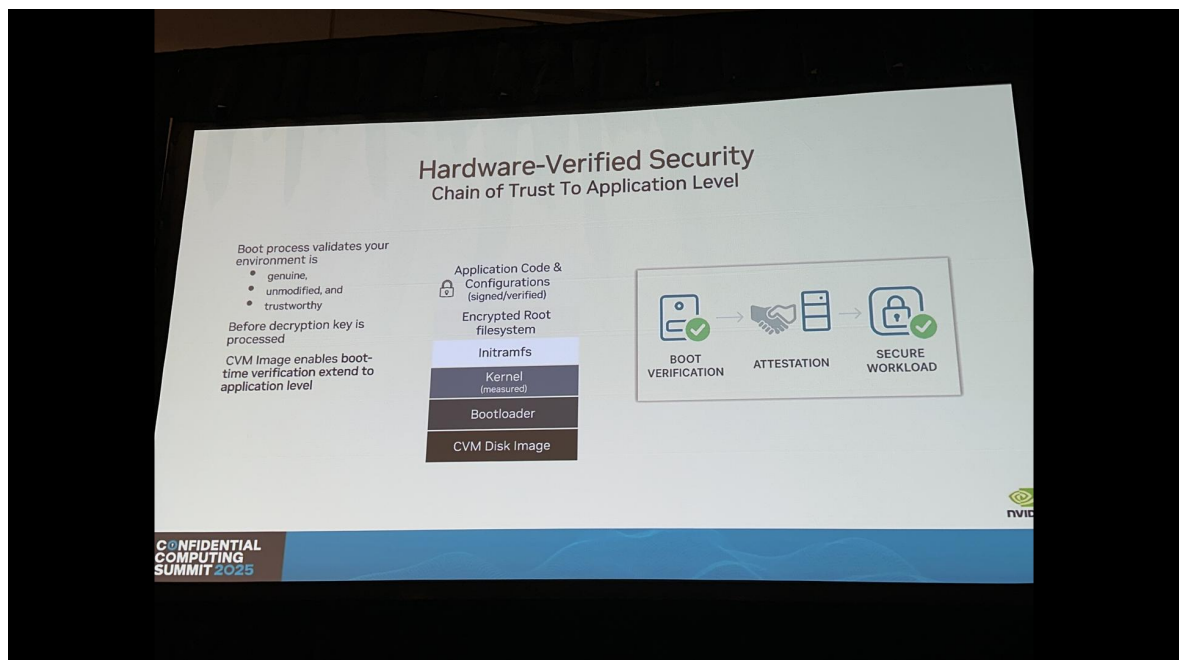 Hardware-Verified Security
Chain of Trust To Application Level
Boot process validates your
environment is
genuine,
unmodified, and
trustworthy
Before decryption key is
processed
CVM Image enables boot-
time verification extend to
application level
Application Code &
Configurations
(signed/verified)
Encrypted Root
filesystem
Initramfs
Kernel
(measured)
Bootloader
CVM Disk Image
BOOT
VERIFICATION
ATTESTATION
SECURE
WORKLOAD
CONFIDENTIAL
COMPUTING
SUMMIT 2025